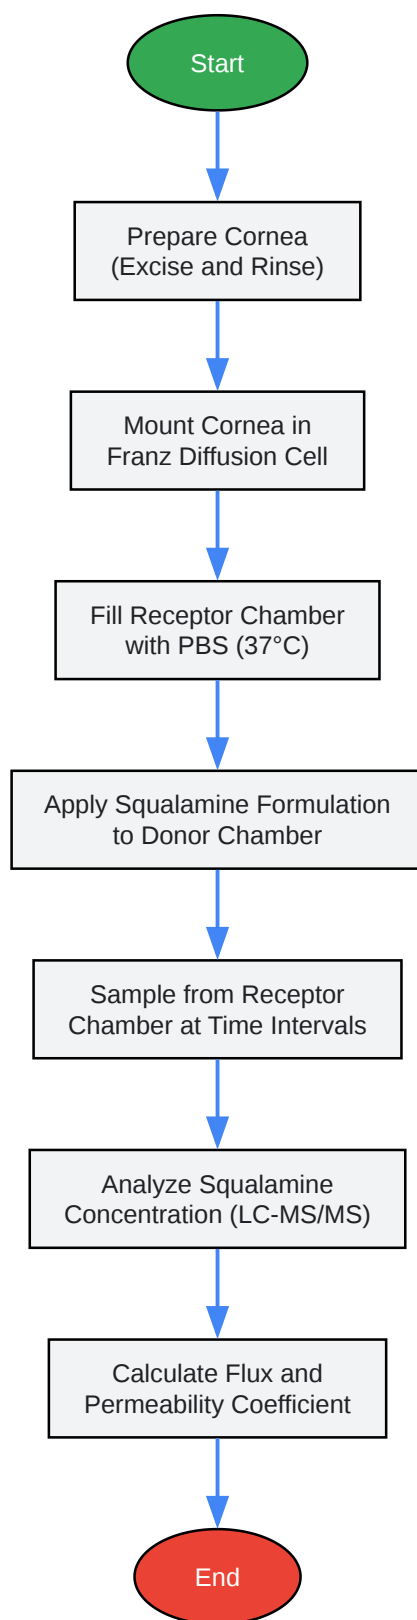 Start
Prepare Cornea
(Excise and Rinse)
Mount Cornea in
Franz Diffusion Cell
Fill Receptor Chamber
with PBS (37°C)
Apply Squalamine Formulation
to Donor Chamber
Sample from Receptor
Chamber at Time Intervals
Analyze Squalamine
Concentration (LC-MS/MS)
Calculate Flux and
Permeability Coefficient
End